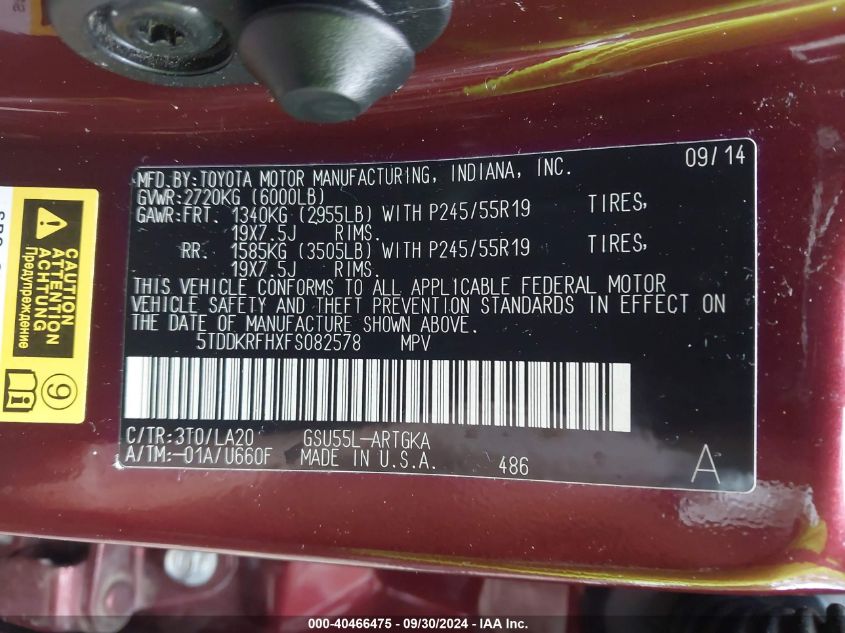 MFD.BY:TOYOTA MOTOR MANUFACTURING, INDIANA, INC. 09/14
GVWR:2720KG (6000LB)
GAWR:FRT. 1340KG (2955LB) WITH P245/55R19 TIRES,
19X7.5J RIMS.
RR. 1585KG (3505LB) WITH P245/55R19 TIRES,
19X7.5J RIMS.
THIS VEHICLE CONFORMS TO ALL APPLICABLE FEDERAL MOTOR
VEHICLE SAFETY AND THEFT PREVENTION STANDARDS IN EFFECT ON
THE DATE OF MANUFACTURE SHOWN ABOVE.
5TDDKRFHXFS082578 MPV
C/TR:3T0/LA20 GSU55L-ARTGKA
A/TM:-01A/U660F MADE IN U.S.A. 486 A
CAUTION
ATTENTION
ACHTUNG
Предупреждение
9
000-40466475 - 09/30/2024 - IAA Inc.